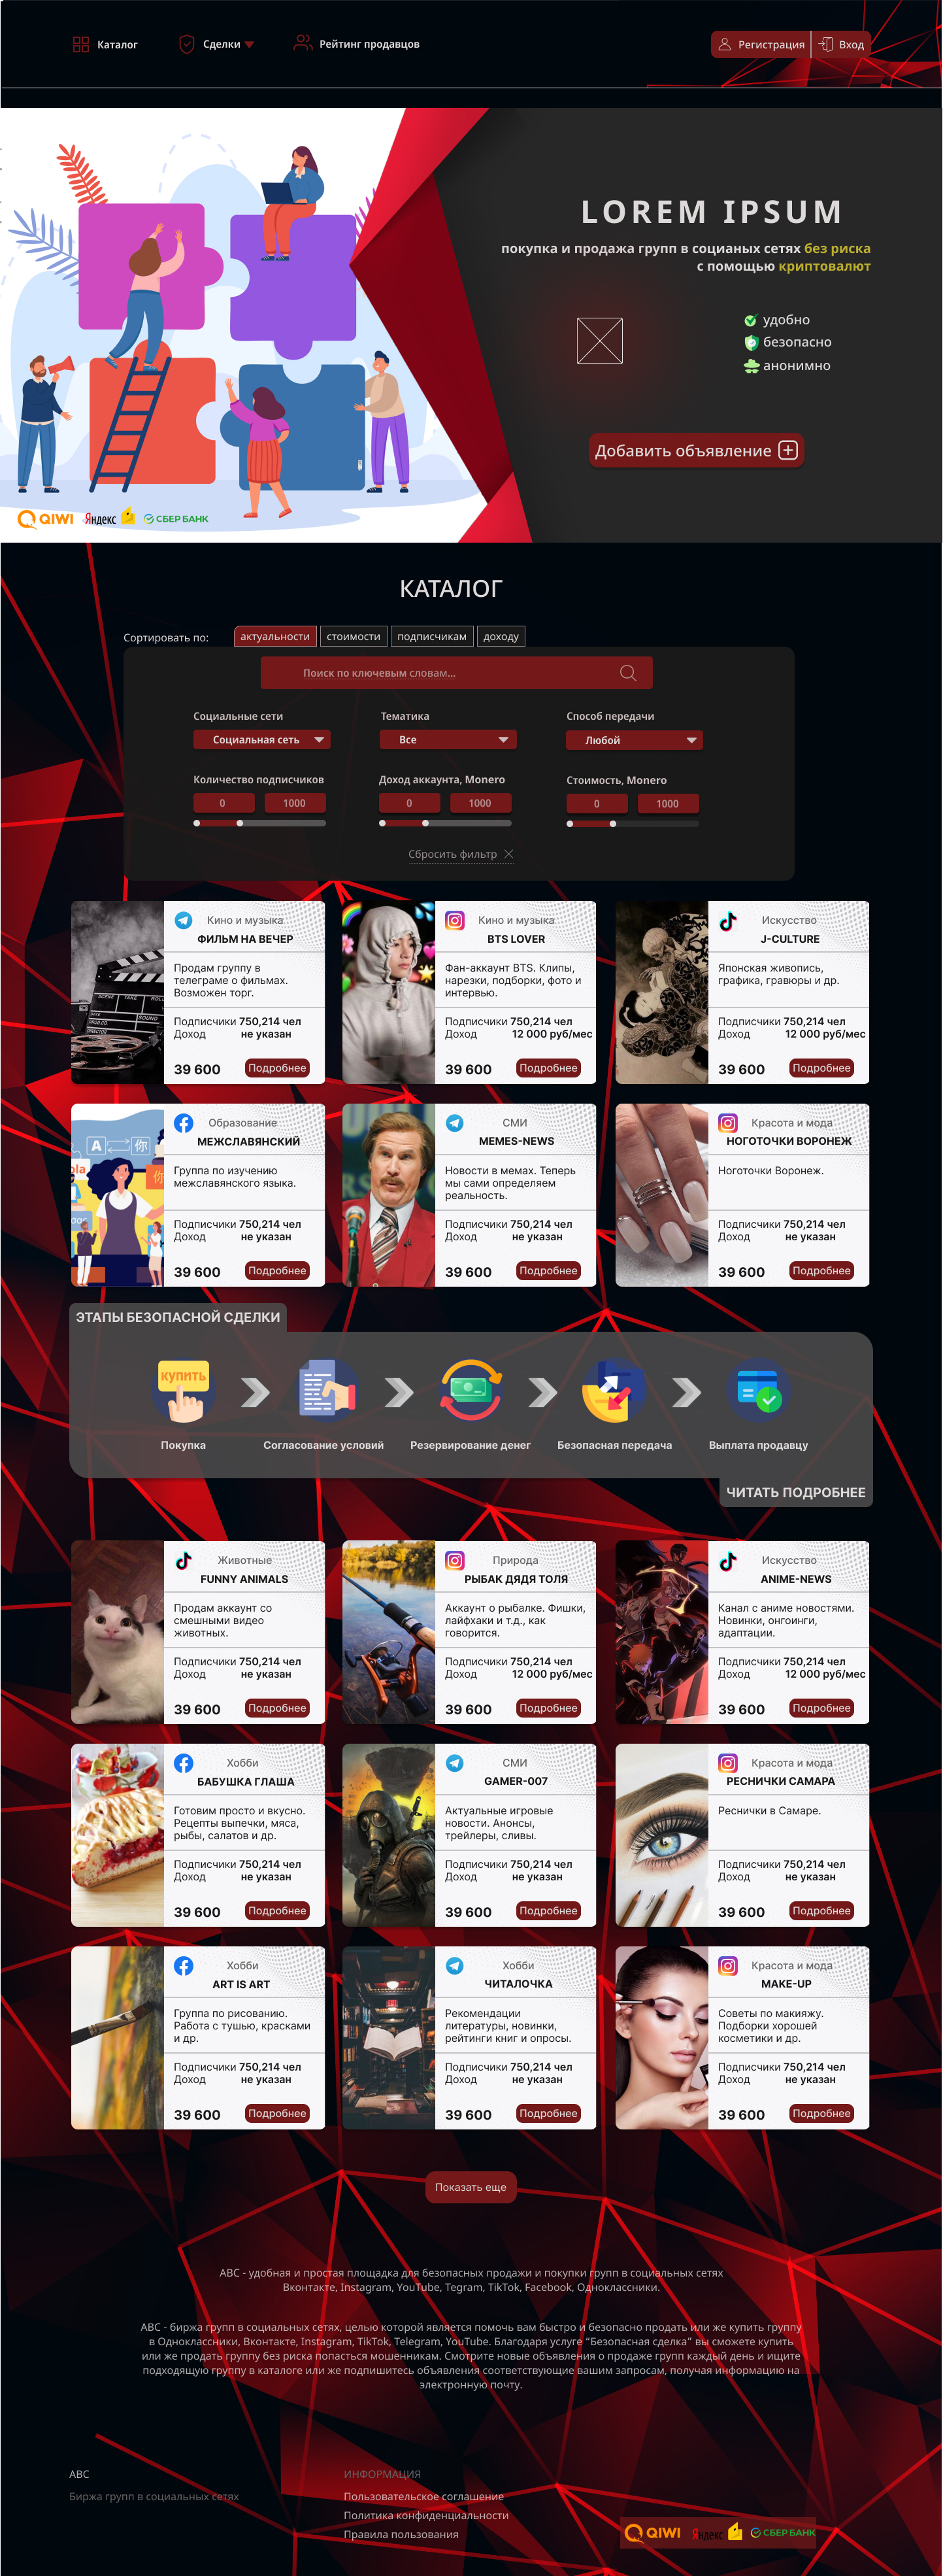 Каталог
Сделки
Рейтинг продавцов
Регистрация
Вход
LOREM IPSUM
покупка и продажа групп в социаных сетях без риска
с помощью криптовалют
удобно
безопасно
анонимно
Добавить объявление
QIWI
Яндекс
СБЕР БАНК
КАТАЛОГ
Сортировать по:
актуальности
стоимости
подписчикам
доходу
Поиск по ключевым словам...
Социальные сети
Тематика
Способ передачи
Социальная сеть
Все
Любой
Количество подписчиков
Доход аккаунта, Monero
Стоимость, Monero
0
1000
0
1000
0
1000
Сбросить фильтр
Кино и музыка
ФИЛЬМ НА ВЕЧЕР
Продам группу в
телеграме о фильмах.
Возможен торг.
Подписчики 750,214 чел
Доход не указан
39 600
Подробнее
SCENE TAKE ROLL
DATE SOUND
PROD.CO.
DIRECTOR
Кино и музыка
BTS LOVER
Фан-аккаунт BTS. Клипы,
нарезки, подборки, фото и
интервью.
Подписчики 750,214 чел
Доход 12 000 руб/мес
39 600
Подробнее
Искусство
J-CULTURE
Японская живопись,
графика, гравюры и др.
Подписчики 750,214 чел
Доход 12 000 руб/мес
39 600
Подробнее
A
你
ola
你
Образование
МЕЖСЛАВЯНСКИЙ
Группа по изучению
межславянского языка.
Подписчики 750,214 чел
Доход не указан
39 600
Подробнее
СМИ
MEMES-NEWS
Новости в мемах. Теперь
мы сами определяем
реальность.
Подписчики 750,214 чел
Доход не указан
39 600
Подробнее
Красота и мода
НОГОТОЧКИ ВОРОНЕЖ
Ноготочки Воронеж.
Подписчики 750,214 чел
Доход не указан
39 600
Подробнее
ЭТАПЫ БЕЗОПАСНОЙ СДЕЛКИ
КУПИТЬ
Покупка
Согласование условий
Резервирование денег
Безопасная передача
Выплата продавцу
ЧИТАТЬ ПОДРОБНЕЕ
Животные
FUNNY ANIMALS
Продам аккаунт со
смешными видео
животных.
Подписчики 750,214 чел
Доход не указан
39 600
Подробнее
Природа
РЫБАК ДЯДЯ ТОЛЯ
Аккаунт о рыбалке. Фишки,
лайфхаки и т.д., как
говорится.
Подписчики 750,214 чел
Доход 12 000 руб/мес
39 600
Подробнее
Искусство
ANIME-NEWS
Канал с аниме новостями.
Новинки, онгоинги,
адаптации.
Подписчики 750,214 чел
Доход 12 000 руб/мес
39 600
Подробнее
Хобби
БАБУШКА ГЛАША
Готовим просто и вкусно.
Рецепты выпечки, мяса,
рыбы, салатов и др.
Подписчики 750,214 чел
Доход не указан
39 600
Подробнее
СМИ
GAMER-007
Актуальные игровые
новости. Анонсы,
трейлеры, сливы.
Подписчики 750,214 чел
Доход не указан
39 600
Подробнее
Красота и мода
РЕСНИЧКИ САМАРА
Реснички в Самаре.
Подписчики 750,214 чел
Доход не указан
39 600
Подробнее
Хобби
ART IS ART
Группа по рисованию.
Работа с тушью, красками
и др.
Подписчики 750,214 чел
Доход не указан
39 600
Подробнее
Хобби
ЧИТАЛОЧКА
Рекомендации
литературы, новинки,
рейтинги книг и опросы.
Подписчики 750,214 чел
Доход не указан
39 600
Подробнее
Красота и мода
MAKE-UP
Советы по макияжу.
Подборки хорошей
косметики и др.
Подписчики 750,214 чел
Доход не указан
39 600
Подробнее
Показать еще
ABC - удобная и простая площадка для безопасных продажи и покупки групп в социальных сетях
Вконтакте, Instagram, YouTube, Tegram, TikTok, Facebook, Одноклассники.
ABC - биржа групп в социальных сетях, целью которой является помочь вам быстро и безопасно продать или же купить группу
в Одноклассники, Вконтакте, Instagram, TikTok, Telegram, YouTube. Благодаря услуге “Безопасная сделка” вы сможете купить
или же продать группу без риска попасться мошенникам. Смотрите новые объявления о продаже групп каждый день и ищите
подходящую группу в каталоге или же подпишитесь объявления соответствующие вашим запросам, получая информацию на
электронную почту.
ABC
Биржа групп в социальных сетях
ИНФОРМАЦИЯ
Пользовательское соглашение
Политика конфиденциальности
Правила пользования
QIWI
Яндекс
СБЕР БАНК